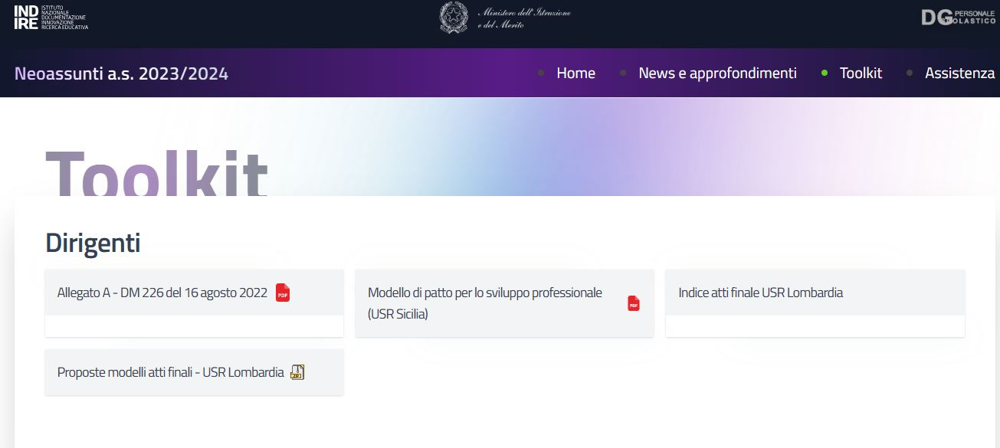 INDIRE
ISTITUTO
NAZIONALE
DOCUMENTAZIONE
INNOVAZIONE
RICERCA EDUCATIVA
Ministero dell'Istruzione
e del Merito
DG PERSONALE
SCOLASTICO
Neoassunti a.s. 2023/2024
Home
News e approfondimenti
Toolkit
Assistenza
Toolkit
Dirigenti
Allegato A - DM 226 del 16 agosto 2022
PDF
Modello di patto per lo sviluppo professionale
(USR Sicilia)
PDF
Indice atti finale USR Lombardia
Proposte modelli atti finali - USR Lombardia
ZIP